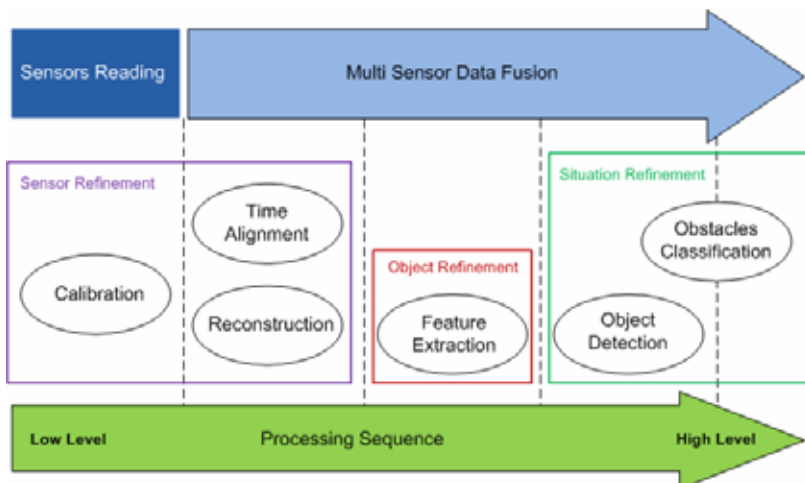 Sensors Reading
Multi Sensor Data Fusion
Sensor Refinement
Time
Alignment
Calibration
Reconstruction
Object Refinement
Feature
Extraction
Situation Refinement
Obstacles
Classification
Object
Detection
Low Level
Processing Sequence
High Level